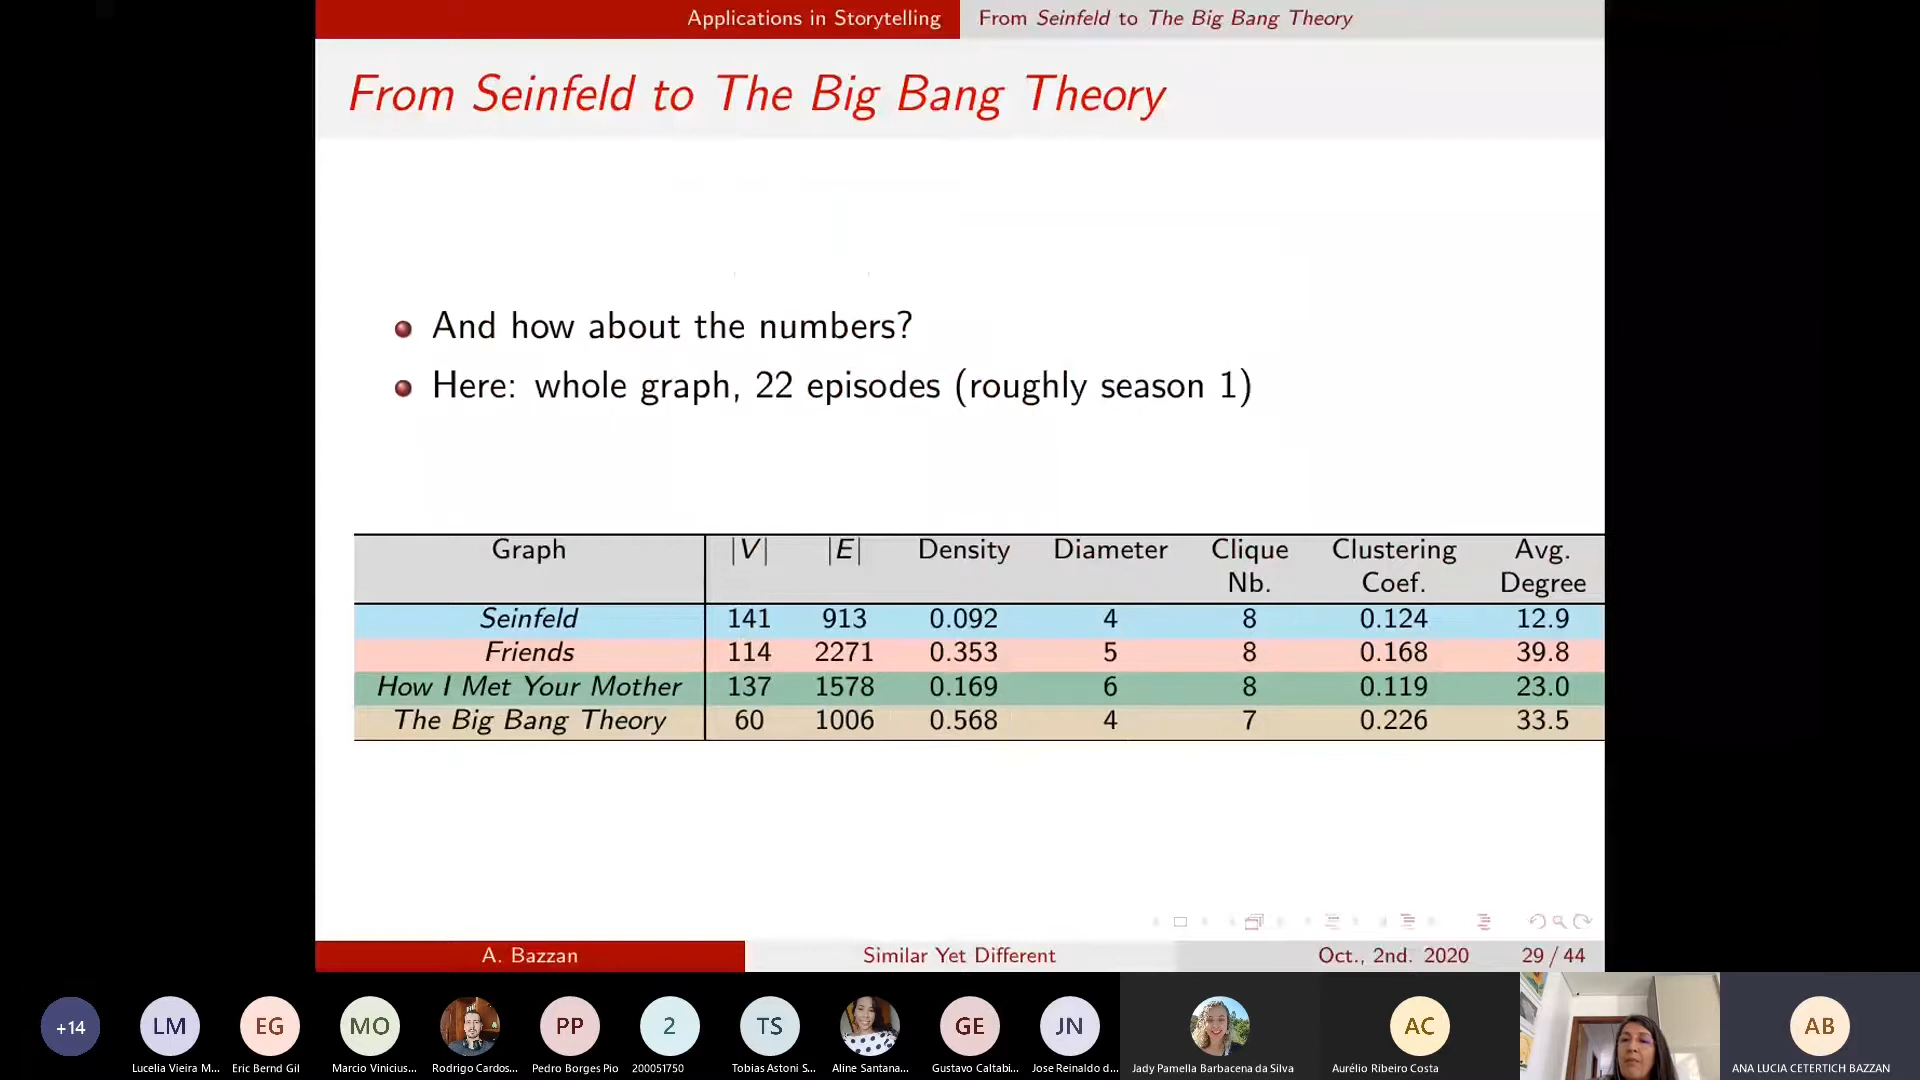 Applications in Storytelling
From Seinfeld to The Big Bang Theory
From Seinfeld to The Big Bang Theory
And how about the numbers?
Here: whole graph, 22 episodes (roughly season 1)
Graph |V| |E| Density Diameter Clique Clustering Avg.
Nb. Coef. Degree
Seinfeld 141 913 0.092 4 8 0.124 12.9
Friends 114 2271 0.353 5 8 0.168 39.8
How I Met Your Mother 137 1578 0.169 6 8 0.119 23.0
The Big Bang Theory 60 1006 0.568 4 7 0.226 33.5
A. Bazzan
Similar Yet Different
Oct., 2nd. 2020
29 / 44
+14 LM EG MO PP 2 TS GE JN AC AB
Lucelia Vieira M... Eric Bernd Gil Marcio Vinicius... Rodrigo Cardos... Pedro Borges Pio 200051750 Tobias Astoni S... Aline Santana... Gustavo Caltabi... Jose Reinaldo d... Jady Pamella Barbacena da Silva Aurélio Ribeiro Costa ANA LUCIA CETERTICH BAZZAN